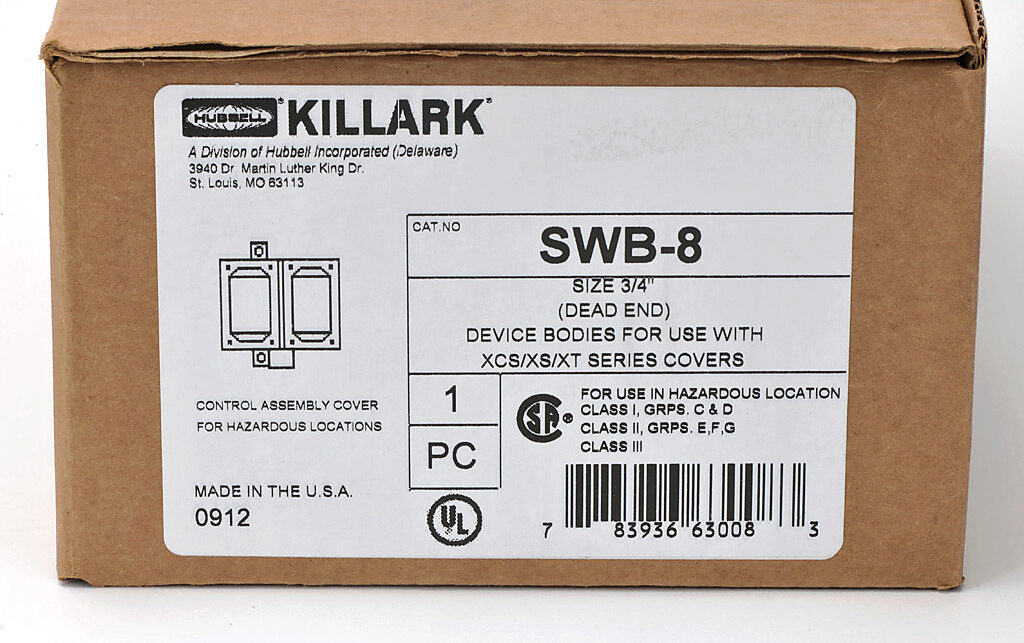 HUBBELL® KILLARK®
A Division of Hubbell Incorporated (Delaware)
3940 Dr. Martin Luther King Dr.
St. Louis, MO 63113
CAT.NO
SWB-8
SIZE 3/4"
(DEAD END)
DEVICE BODIES FOR USE WITH
XCS/XS/XT SERIES COVERS
CONTROL ASSEMBLY COVER
FOR HAZARDOUS LOCATIONS
1
PC
SA®
FOR USE IN HAZARDOUS LOCATION
CLASS I, GRPS. C & D
CLASS II, GRPS. E,F,G
CLASS III
MADE IN THE U.S.A.
0912
UL
7 83936 63008 3